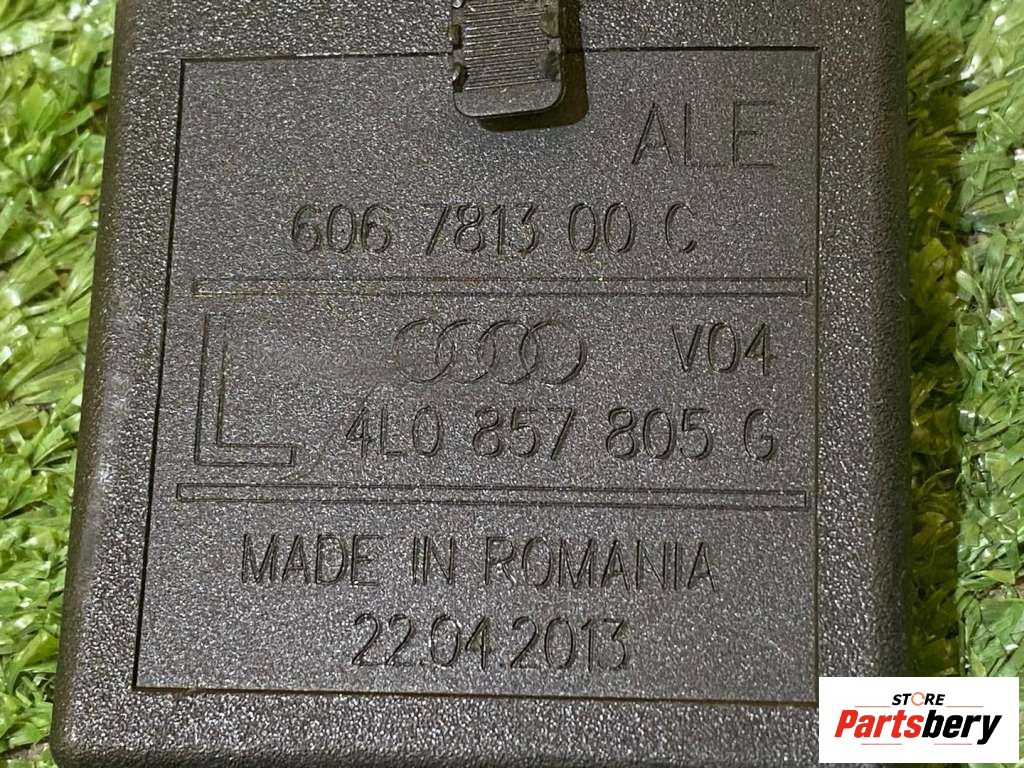 ALE
606 7813 00 C
V04
L
4L0 857 805 G
MADE IN ROMANIA
22.04.2013
STORE
Partsbery